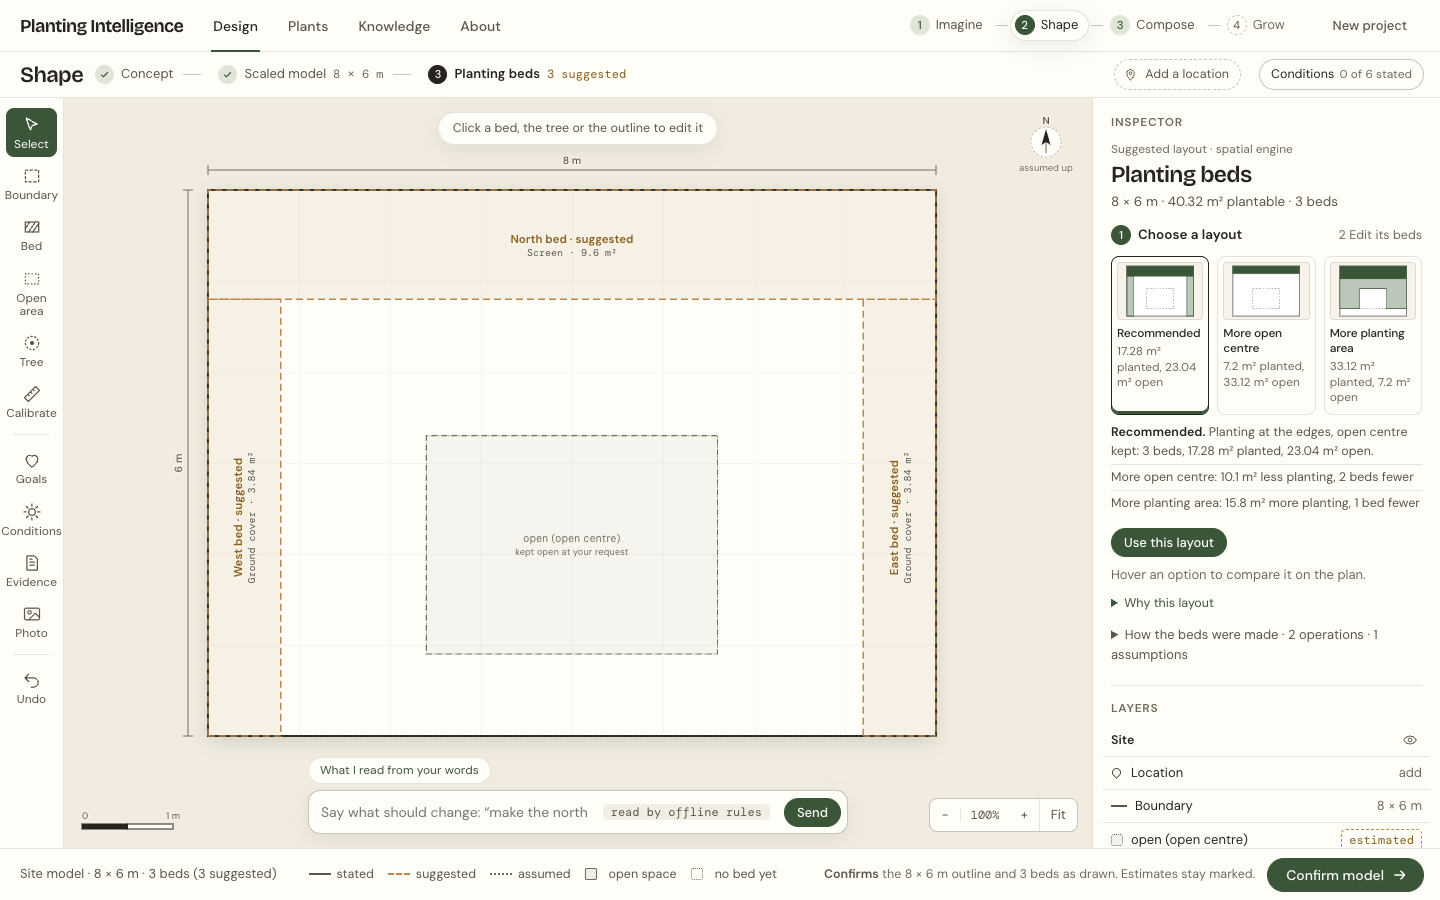 Planting Intelligence
Design
Plants
Knowledge
About
1 Imagine
2 Shape
3 Compose
4 Grow
New project
Shape
Concept
Scaled model 8 × 6 m
3 Planting beds 3 suggested
Add a location
Conditions 0 of 6 stated
Select
Boundary
Bed
Open
area
Tree
Calibrate
Goals
Conditions
Evidence
Photo
Undo
Click a bed, the tree or the outline to edit it
N
assumed up
8 m
6 m
North bed · suggested
Screen · 9.6 m²
West bed · suggested
Ground cover · 3.84 m²
open (open centre)
kept open at your request
East bed · suggested
Ground cover · 3.84 m²
What I read from your words
Say what should change: “make the north
read by offline rules
Send
0 1 m
− 100% + Fit
INSPECTOR
Suggested layout · spatial engine
Planting beds
8 × 6 m · 40.32 m² plantable · 3 beds
1 Choose a layout
2 Edit its beds
Recommended
17.28 m²
planted, 23.04
m² open
More open
centre
7.2 m² planted,
33.12 m² open
More planting
area
33.12 m²
planted, 7.2 m²
open
Recommended. Planting at the edges, open centre
kept: 3 beds, 17.28 m² planted, 23.04 m² open.
More open centre: 10.1 m² less planting, 2 beds fewer
More planting area: 15.8 m² more planting, 1 bed fewer
Use this layout
Hover an option to compare it on the plan.
Why this layout
How the beds were made · 2 operations · 1
assumptions
LAYERS
Site
Location add
Boundary 8 × 6 m
open (open centre) estimated
Site model · 8 × 6 m · 3 beds (3 suggested)
stated
suggested
assumed
open space
no bed yet
Confirms the 8 × 6 m outline and 3 beds as drawn. Estimates stay marked.
Confirm model